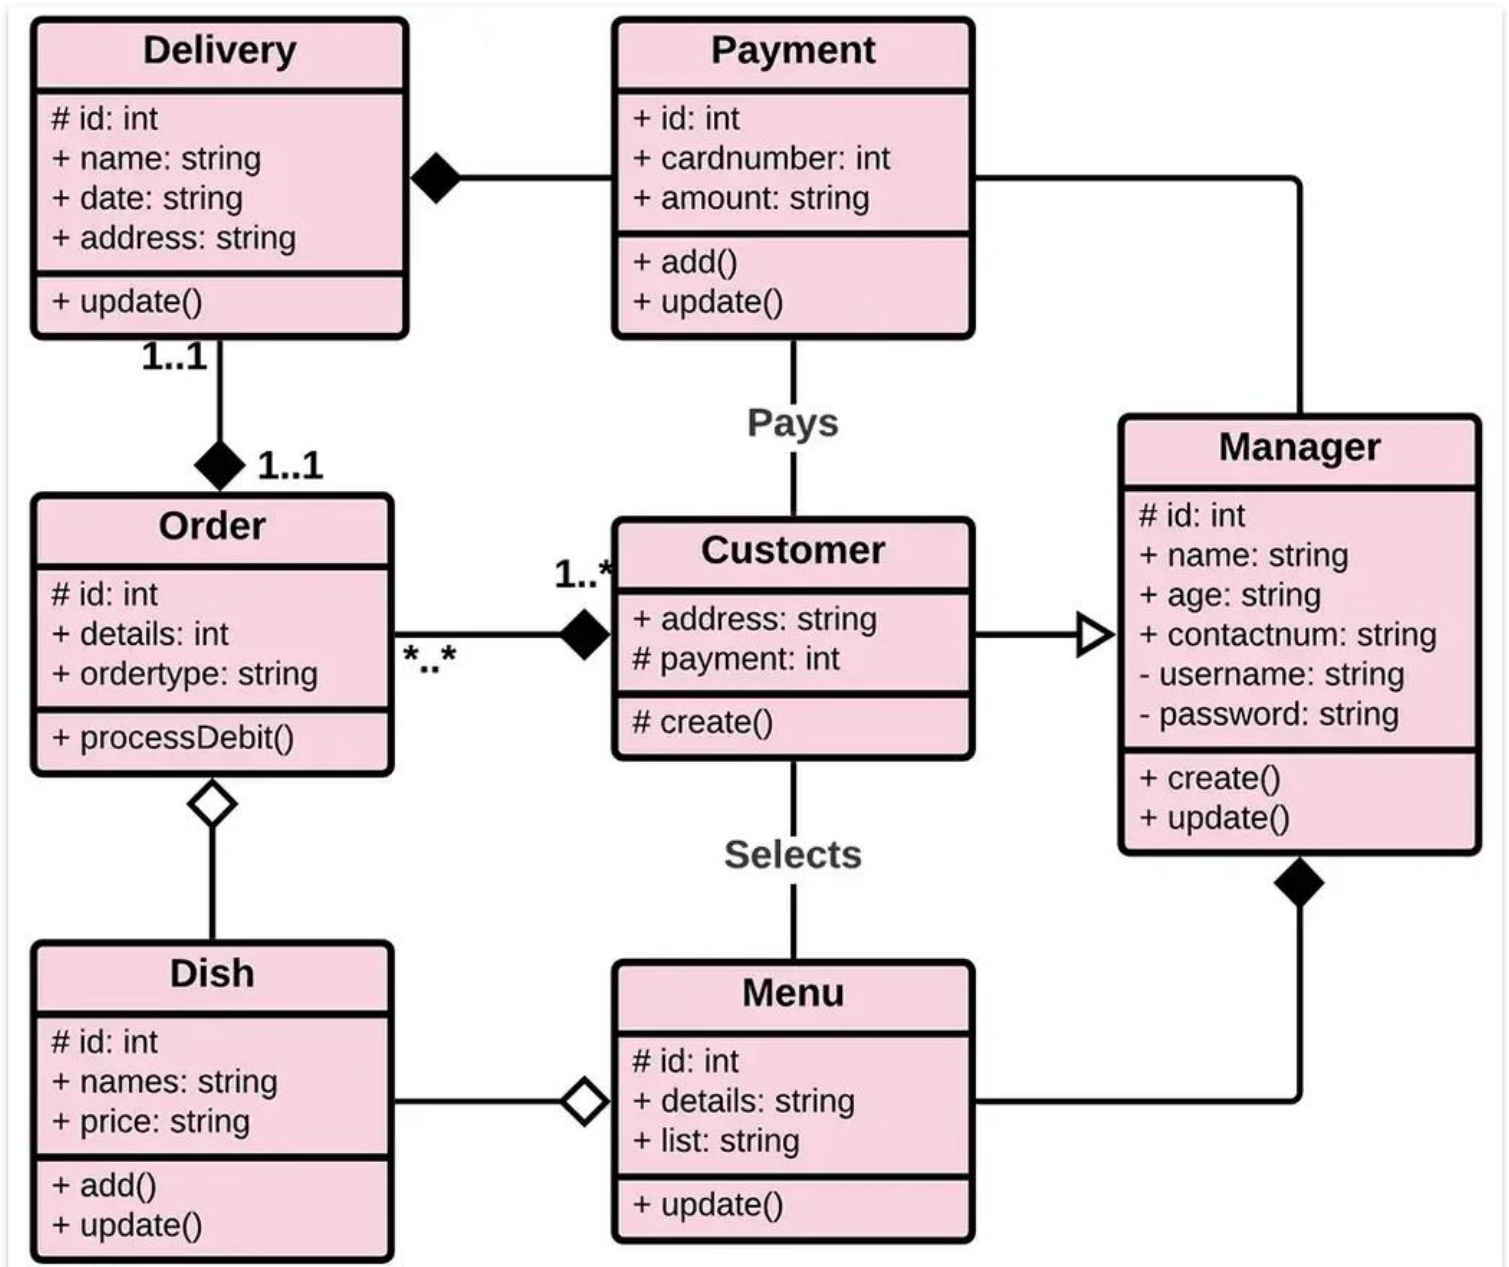 Delivery
# id: int
+ name: string
+ date: string
+ address: string
+ update()
Payment
+ id: int
+ cardnumber: int
+ amount: string
+ add()
+ update()
1..1
1..1
Pays
Order
# id: int
+ details: int
+ ordertype: string
+ processDebit()
1..*
*..*
Customer
+ address: string
# payment: int
# create()
Manager
# id: int
+ name: string
+ age: string
+ contactnum: string
- username: string
- password: string
+ create()
+ update()
Selects
Dish
# id: int
+ names: string
+ price: string
+ add()
+ update()
Menu
# id: int
+ details: string
+ list: string
+ update()